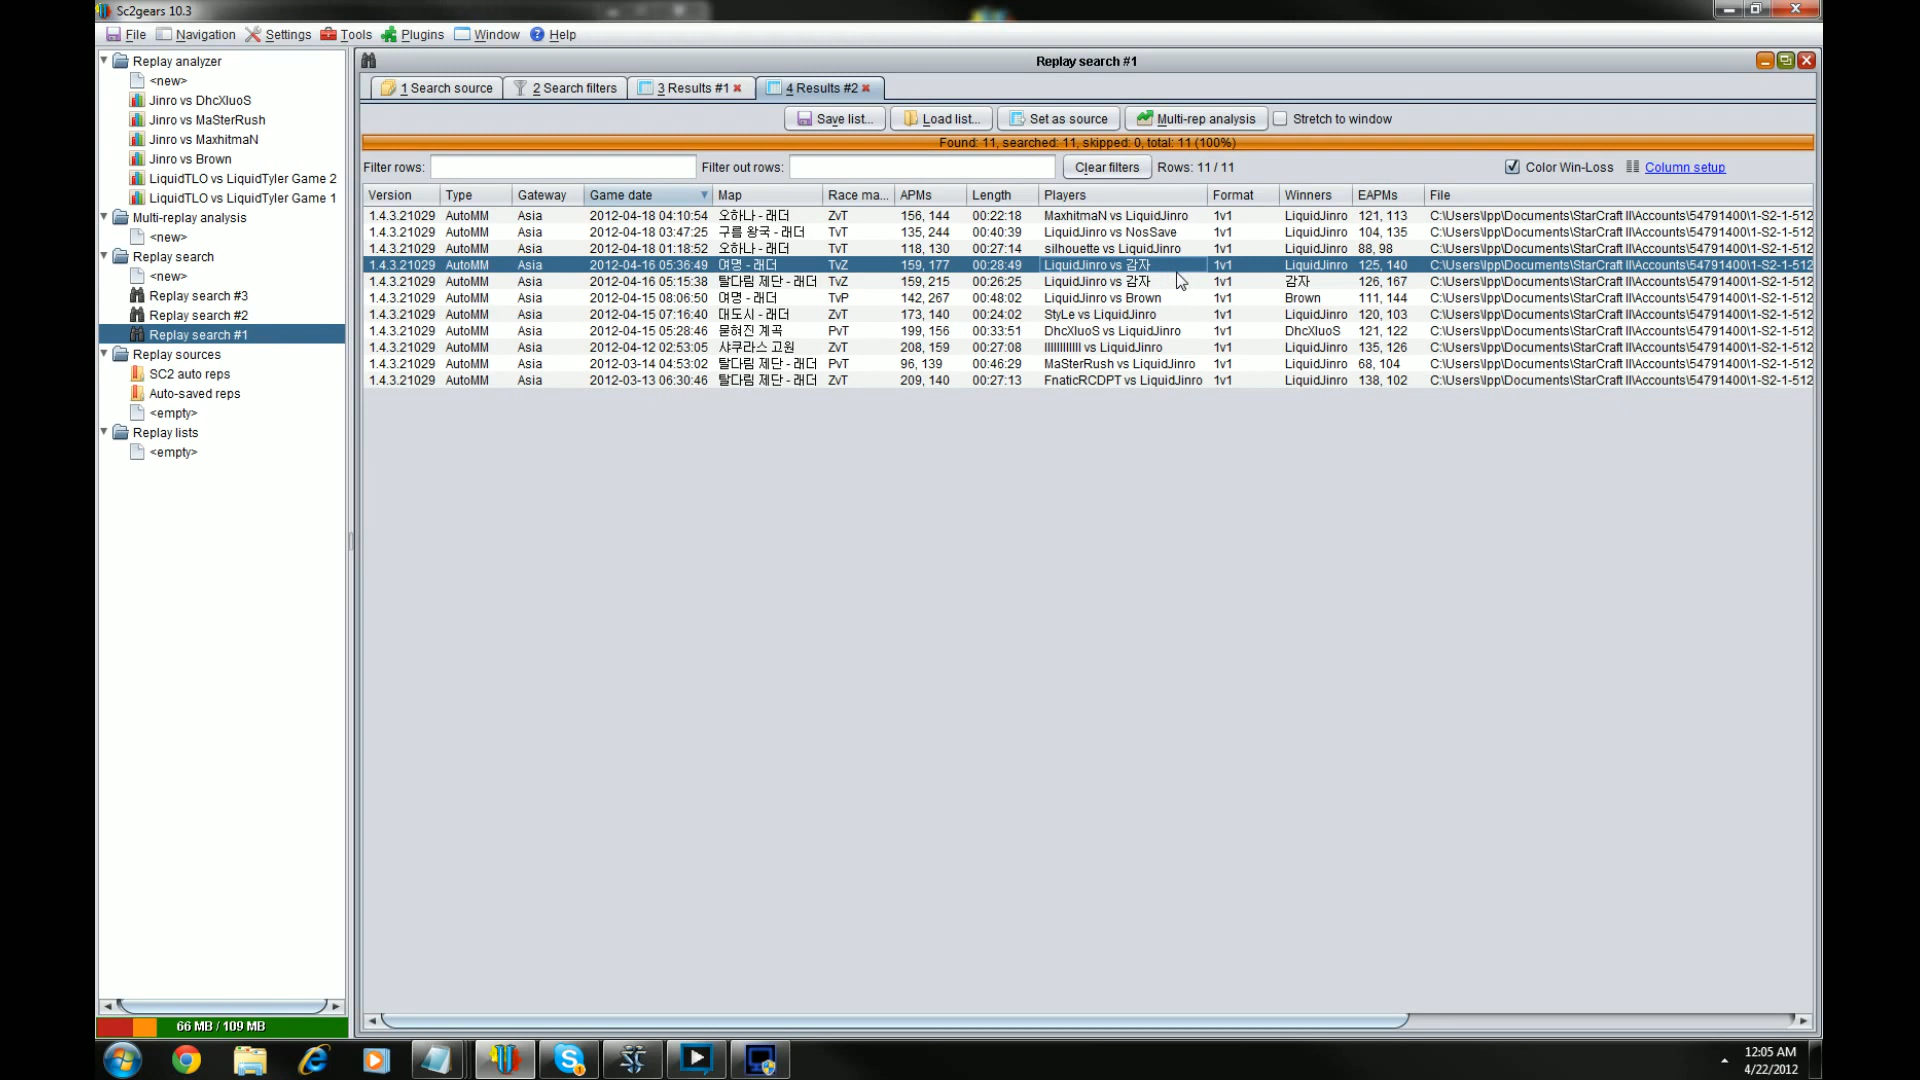 Sc2gears 10.3
File Navigation Settings Tools Plugins Window Help
Replay analyzer
<new>
Jinro vs DhcXluoS
Jinro vs MaSterRush
Jinro vs MaxhitmaN
Jinro vs Brown
LiquidTLO vs LiquidTyler Game 2
LiquidTLO vs LiquidTyler Game 1
Multi-replay analysis
<new>
Replay search
<new>
Replay search #3
Replay search #2
Replay search #1
Replay sources
SC2 auto reps
Auto-saved reps
<empty>
Replay lists
<empty>
66 MB / 109 MB
Replay search #1
1 Search source 2 Search filters 3 Results #1 4 Results #2
Save list... Load list... Set as source Multi-rep analysis Stretch to window
Found: 11, searched: 11, skipped: 0, total: 11 (100%)
Filter rows: Filter out rows: Clear filters Rows: 11 / 11 Color Win-Loss Column setup
Version Type Gateway Game date Map Race ma... APMs Length Players Format Winners EAPMs File
1.4.3.21029 AutoMM Asia 2012-04-18 04:10:54 오하나 - 래더 ZvT 156, 144 00:22:18 MaxhitmaN vs LiquidJinro 1v1 LiquidJinro 121, 113 C:\Users\lpp\Documents\StarCraft II\Accounts\54791400\1-S2-1-512
1.4.3.21029 AutoMM Asia 2012-04-18 03:47:25 구름 왕국 - 래더 TvT 135, 244 00:40:39 LiquidJinro vs NosSave 1v1 LiquidJinro 104, 135 C:\Users\lpp\Documents\StarCraft II\Accounts\54791400\1-S2-1-512
1.4.3.21029 AutoMM Asia 2012-04-18 01:18:52 오하나 - 래더 TvT 118, 130 00:27:14 silhouette vs LiquidJinro 1v1 LiquidJinro 88, 98 C:\Users\lpp\Documents\StarCraft II\Accounts\54791400\1-S2-1-512
1.4.3.21029 AutoMM Asia 2012-04-16 05:36:49 여명 - 래더 TvZ 159, 177 00:28:49 LiquidJinro vs 감자 1v1 LiquidJinro 125, 140 C:\Users\lpp\Documents\StarCraft II\Accounts\54791400\1-S2-1-512
1.4.3.21029 AutoMM Asia 2012-04-16 05:15:38 탈다림 제단 - 래더 TvZ 159, 215 00:26:25 LiquidJinro vs 감자 1v1 감자 126, 167 C:\Users\lpp\Documents\StarCraft II\Accounts\54791400\1-S2-1-512
1.4.3.21029 AutoMM Asia 2012-04-15 08:06:50 여명 - 래더 TvP 142, 267 00:48:02 LiquidJinro vs Brown 1v1 Brown 111, 144 C:\Users\lpp\Documents\StarCraft II\Accounts\54791400\1-S2-1-512
1.4.3.21029 AutoMM Asia 2012-04-15 07:16:40 대도시 - 래더 ZvT 173, 140 00:24:02 StyLe vs LiquidJinro 1v1 LiquidJinro 120, 103 C:\Users\lpp\Documents\StarCraft II\Accounts\54791400\1-S2-1-512
1.4.3.21029 AutoMM Asia 2012-04-15 05:28:46 묻혀진 계곡 PvT 199, 156 00:33:51 DhcXluoS vs LiquidJinro 1v1 DhcXluoS 121, 122 C:\Users\lpp\Documents\StarCraft II\Accounts\54791400\1-S2-1-512
1.4.3.21029 AutoMM Asia 2012-04-12 02:53:05 샤쿠라스 고원 ZvT 208, 159 00:27:08 vs LiquidJinro 1v1 LiquidJinro 135, 126 C:\Users\lpp\Documents\StarCraft II\Accounts\54791400\1-S2-1-512
1.4.3.21029 AutoMM Asia 2012-03-14 04:53:02 탈다림 제단 - 래더 PvT 96, 139 00:46:29 MaSterRush vs LiquidJinro 1v1 LiquidJinro 68, 104 C:\Users\lpp\Documents\StarCraft II\Accounts\54791400\1-S2-1-512
1.4.3.21029 AutoMM Asia 2012-03-13 06:30:46 탈다림 제단 - 래더 ZvT 209, 140 00:27:13 FnaticRCDPT vs LiquidJinro 1v1 LiquidJinro 138, 102 C:\Users\lpp\Documents\StarCraft II\Accounts\54791400\1-S2-1-512
12:05 AM
4/22/2012